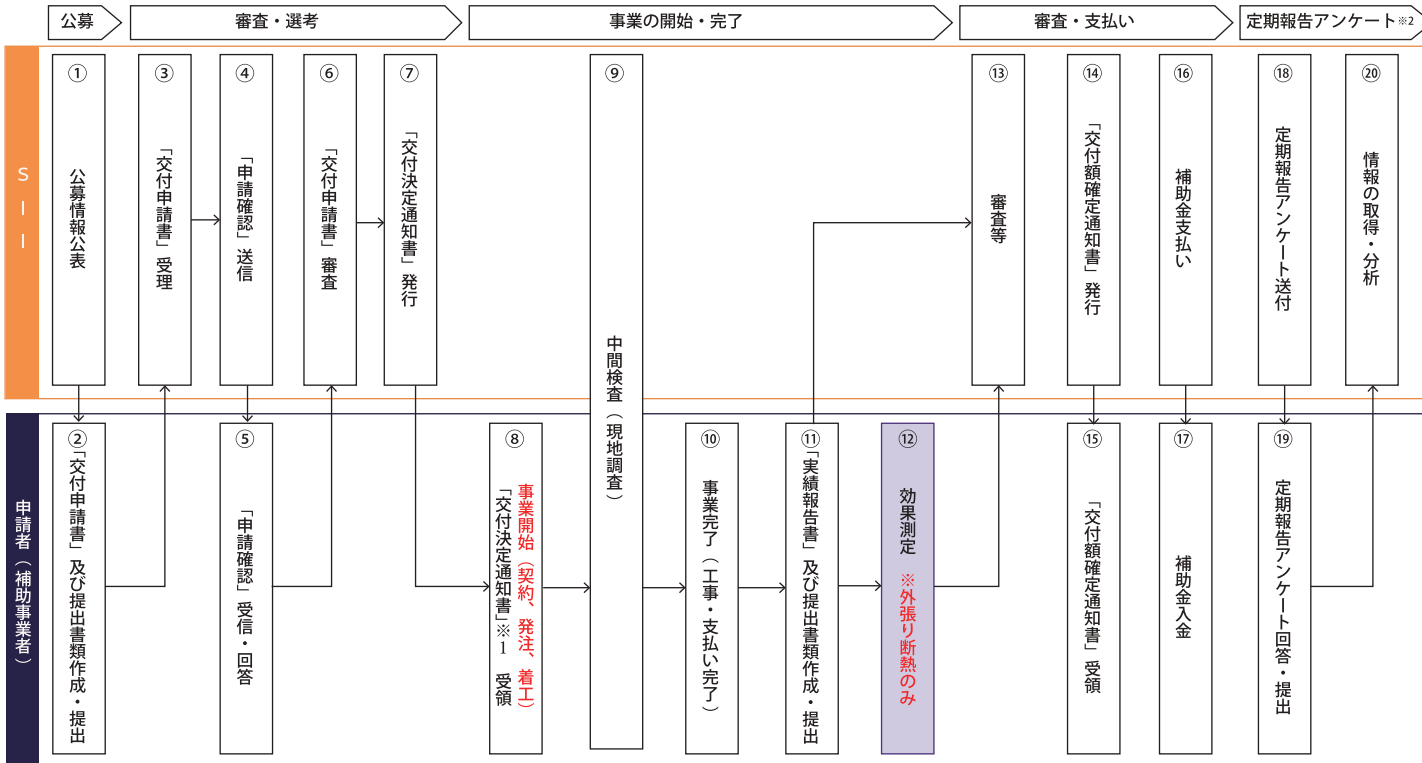 公募
審査・選考
事業の開始・完了
審査・支払い
定期報告アンケート※2
SII
申請者（補助事業者）
①
公募情報公表
②
「交付申請書」及び提出書類作成・提出
③
「交付申請書」受理
④
「申請確認」送信
⑤
「申請確認」受信・回答
⑥
「交付申請書」審査
⑦
「交付決定通知書」発行
⑧
事業開始（契約、発注、着工）
「交付決定通知書」※1 受領
⑨
中間検査（現地調査）
⑩
事業完了（工事・支払い完了）
⑪
「実績報告書」及び提出書類作成・提出
⑫
効果測定 ※外張り断熱のみ
⑬
審査等
⑭
「交付額確定通知書」発行
⑮
「交付額確定通知書」受領
⑯
補助金支払い
⑰
補助金入金
⑱
定期報告アンケート送付
⑲
定期報告アンケート回答・提出
⑳
情報の取得・分析